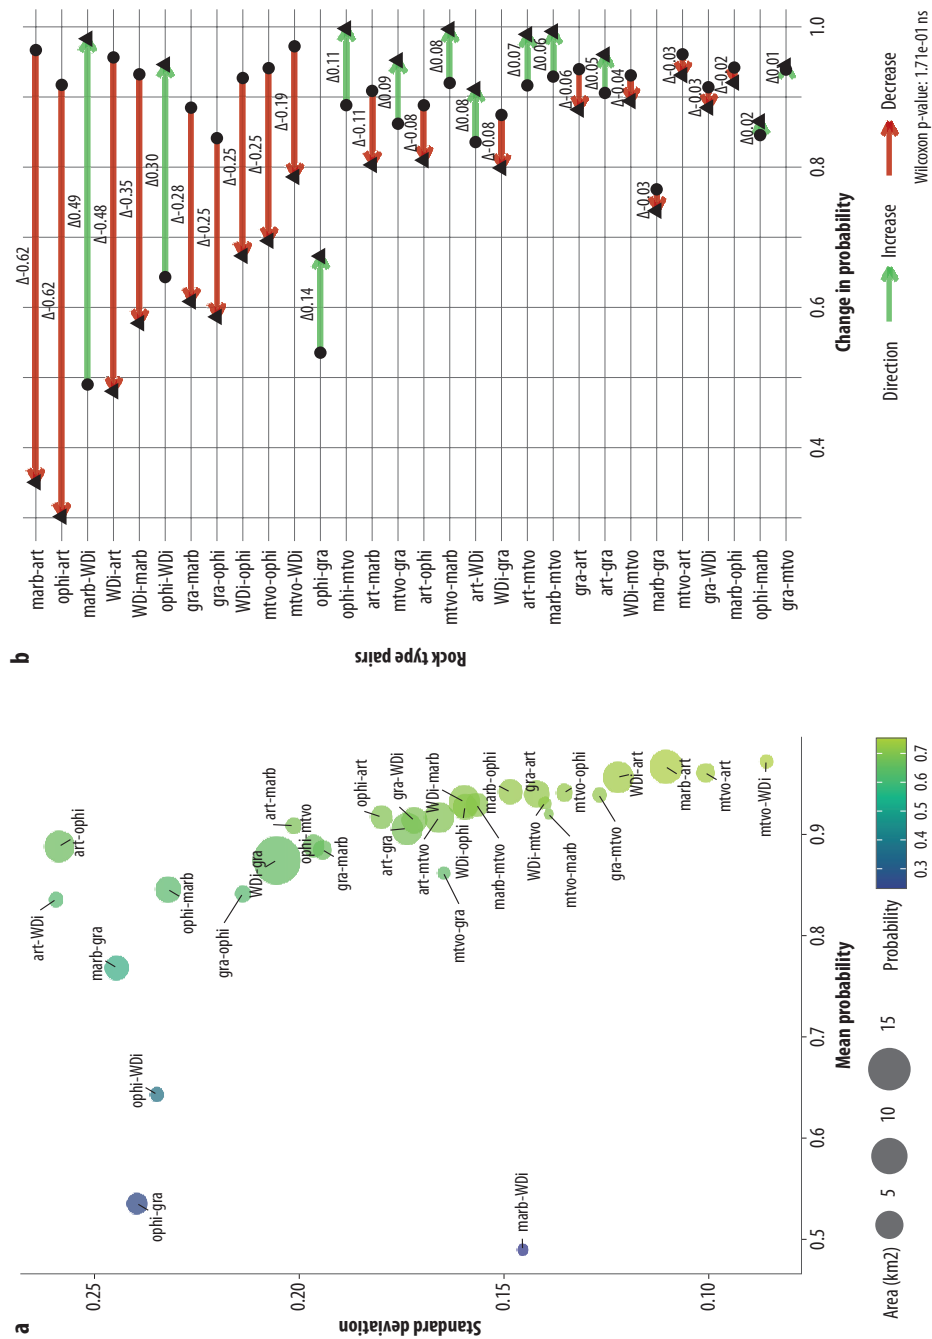 a
Standard deviation
0.25
0.20
0.15
0.10
art-WDi
art-ophi
marb-gra
ophi-marb
ophi-WDi
ophi-gra
gra-ophi
WDi-gra
art-marb
ophi-mtvo
gra-marb
ophi-art
art-gra
gra-WDi
art-mtvo
mtvo-gra
WDi-marb
WDi-ophi
marb-mtvo
marb-ophi
gra-art
WDi-mtvo
mtvo-marb
mtvo-ophi
gra-mtvo
WDi-art
marb-art
mtvo-art
mtvo-WDi
marb-WDi
0.5
0.6
0.7
0.8
0.9
Mean probability
Area (km2)
5
10
15
Probability
0.3
0.4
0.5
0.6
0.7
b
Rock type pairs
marb-art
Δ-0.62
ophi-art
Δ-0.62
marb-WDi
Δ0.49
WDi-art
Δ-0.48
WDi-marb
Δ-0.35
ophi-WDi
Δ0.30
gra-marb
Δ-0.28
gra-ophi
Δ-0.25
WDi-ophi
Δ-0.25
mtvo-ophi
Δ-0.25
mtvo-WDi
Δ-0.19
ophi-gra
Δ0.14
ophi-mtvo
Δ0.11
art-marb
Δ-0.11
mtvo-gra
Δ0.09
art-ophi
Δ-0.08
mtvo-marb
Δ0.08
art-WDi
Δ0.08
WDi-gra
Δ-0.08
art-mtvo
Δ0.07
marb-mtvo
Δ0.06
gra-art
Δ-0.06
art-gra
Δ0.05
WDi-mtvo
Δ-0.04
marb-gra
Δ-0.03
mtvo-art
Δ-0.03
gra-WDi
Δ-0.03
marb-ophi
Δ-0.02
ophi-marb
Δ0.02
gra-mtvo
Δ0.01
0.4
0.6
0.8
1.0
Change in probability
Direction
Increase
Decrease
Wilcoxon p-value: 1.71e-01 ns